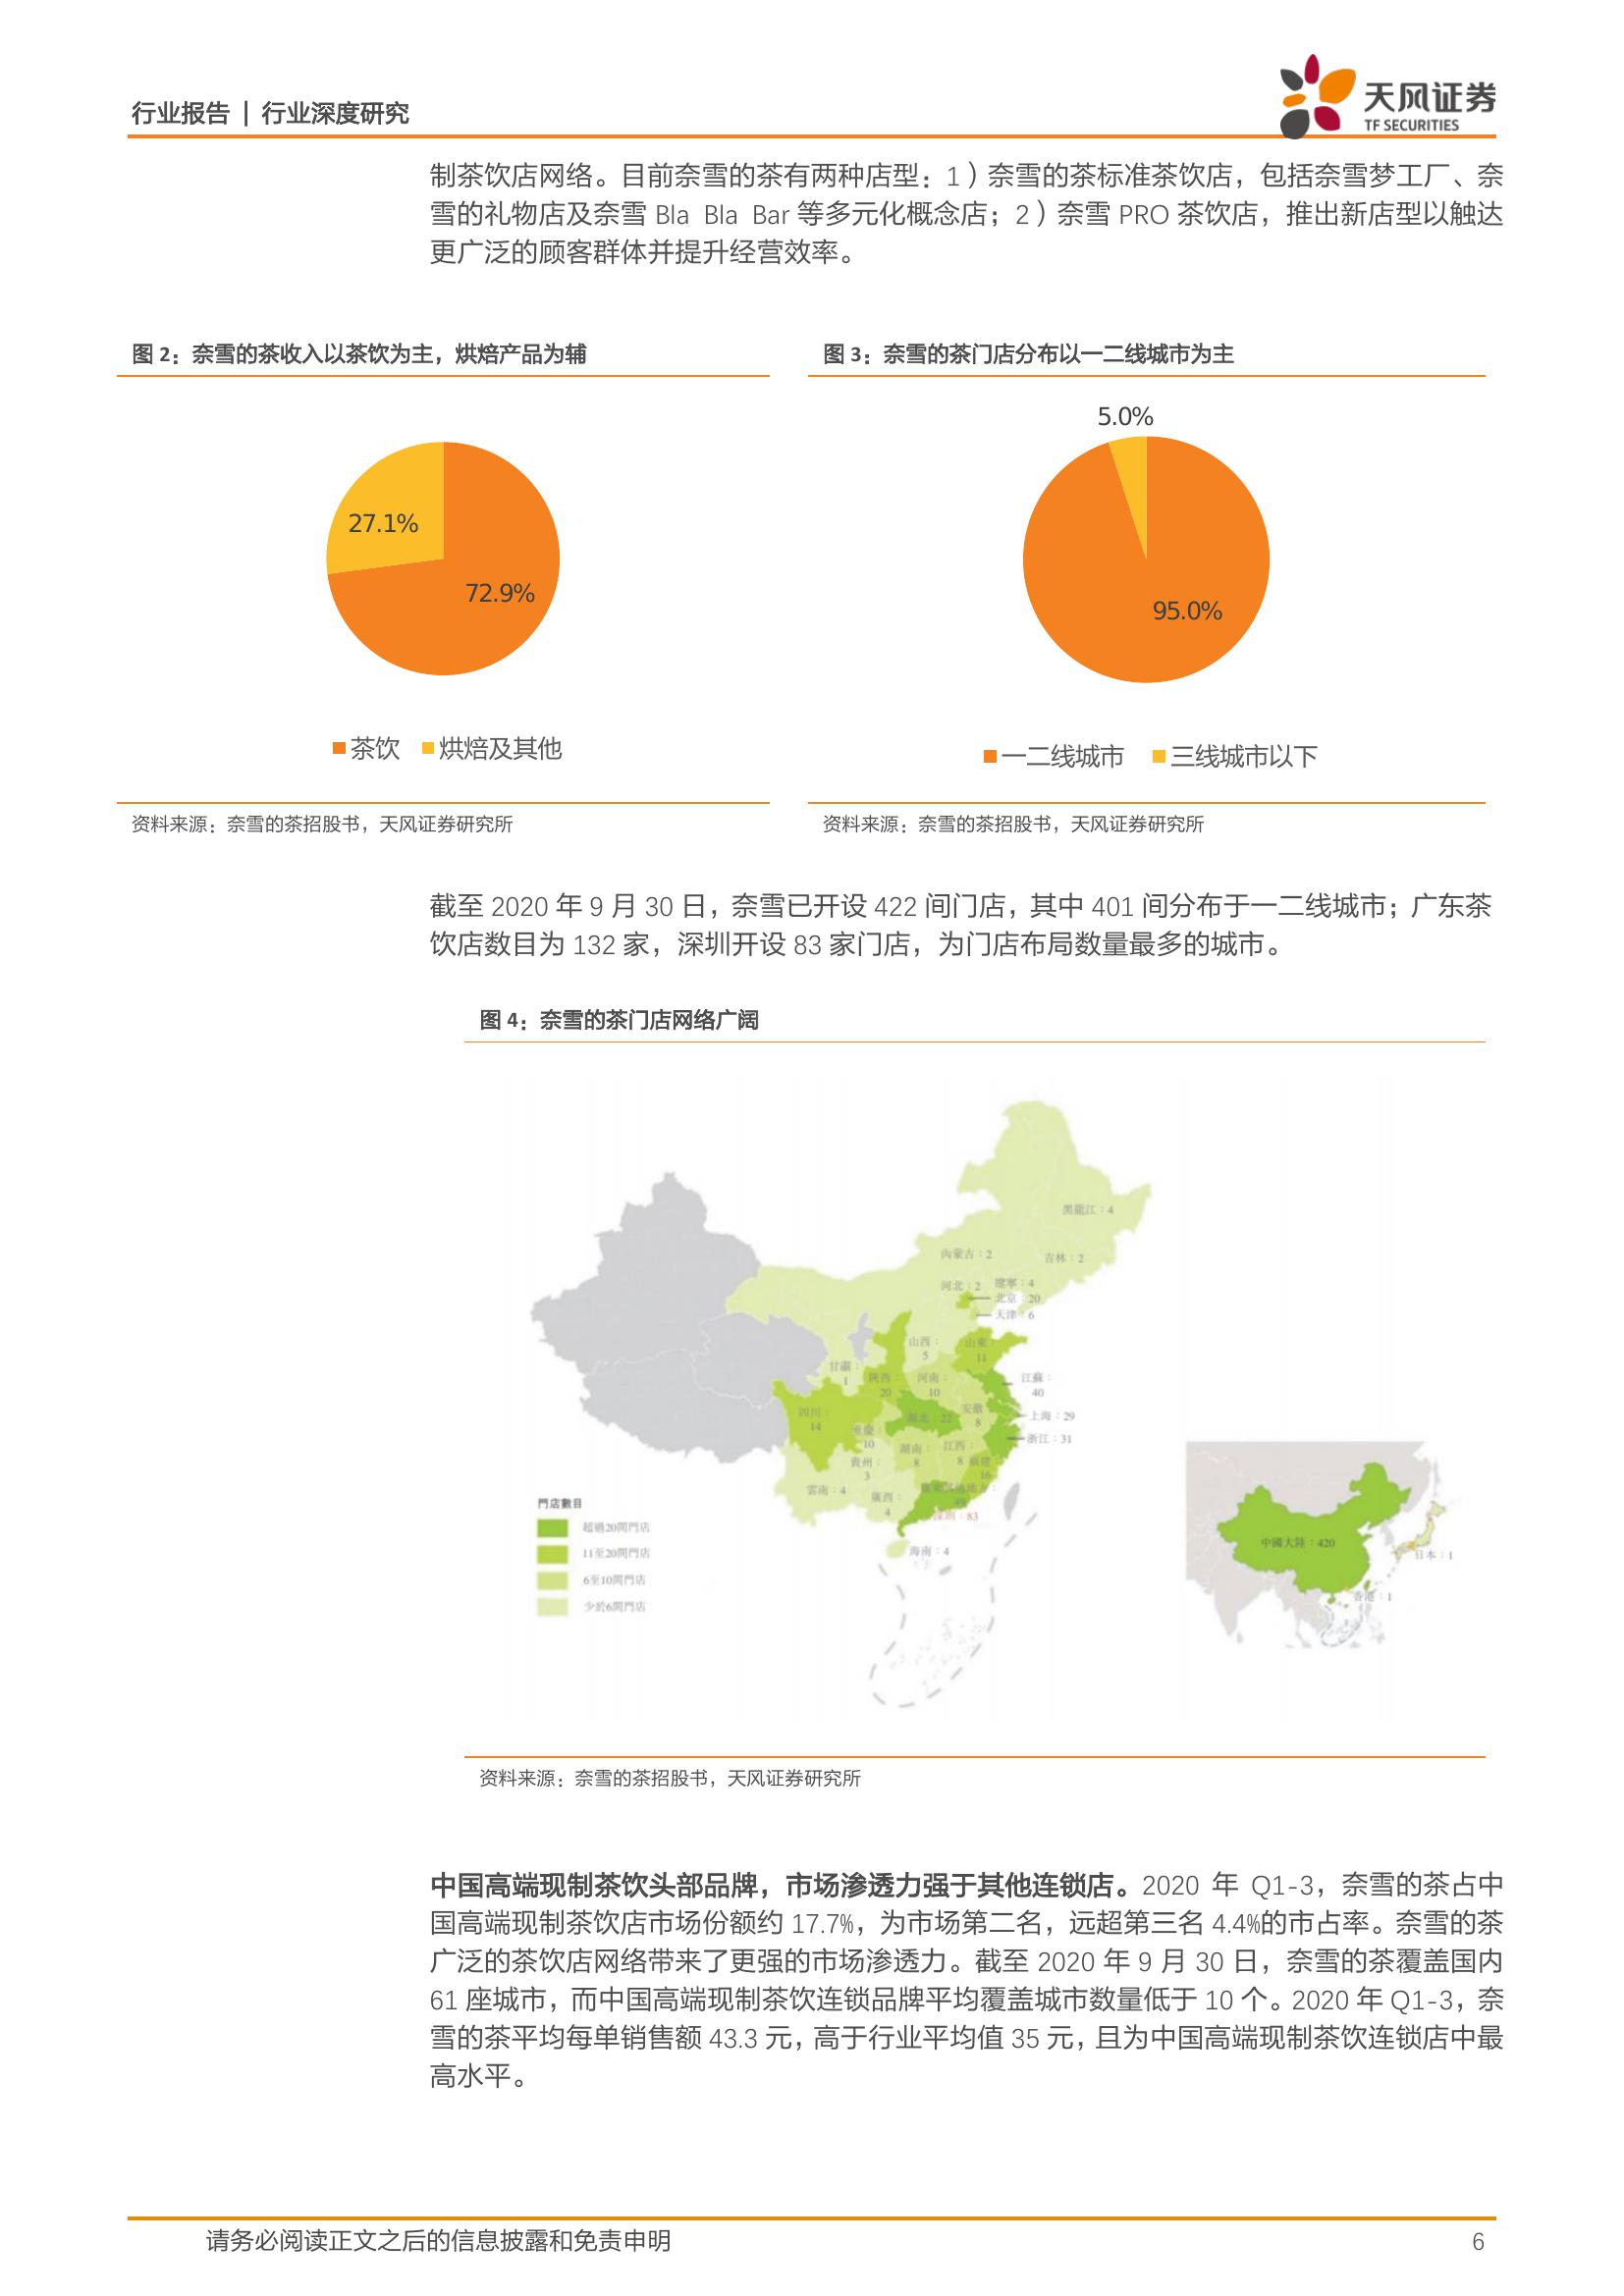 行业报告 | 行业深度研究
天风证券
TF SECURITIES
制茶饮店网络。目前奈雪的茶有两种店型：1）奈雪的茶标准茶饮店，包括奈雪梦工厂、奈
雪的礼物店及奈雪 Bla Bla Bar 等多元化概念店；2）奈雪 PRO 茶饮店，推出新店型以触达
更广泛的顾客群体并提升经营效率。
图 2：奈雪的茶收入以茶饮为主，烘焙产品为辅
27.1%
72.9%
茶饮 烘焙及其他
资料来源：奈雪的茶招股书，天风证券研究所
图 3：奈雪的茶门店分布以一二线城市为主
5.0%
95.0%
一二线城市 三线城市以下
资料来源：奈雪的茶招股书，天风证券研究所
截至 2020 年 9 月 30 日，奈雪已开设 422 间门店，其中 401 间分布于一二线城市；广东茶
饮店数目为 132 家，深圳开设 83 家门店，为门店布局数量最多的城市。
图 4：奈雪的茶门店网络广阔
黑龍江：4
內蒙古：2
吉林：2
河北：2
遼寧：4
北京：20
天津：6
山西：
5
山東：
11
甘肅：
1
陝西：
20
河南：
10
江蘇：
40
四川：
14
重慶：
10
湖北：22
安徽：
8
上海：29
浙江：31
湖南：
8
江西：
8
福建：
16
貴州：
3
雲南：4
廣西：
4
深圳：83
海南：4
門店數目
超過20間門店
11至20間門店
6至10間門店
少於6間門店
中國大陸：420
日本：1
香港：1
资料来源：奈雪的茶招股书，天风证券研究所
中国高端现制茶饮头部品牌，市场渗透力强于其他连锁店。2020 年 Q1-3，奈雪的茶占中
国高端现制茶饮店市场份额约 17.7%，为市场第二名，远超第三名 4.4%的市占率。奈雪的茶
广泛的茶饮店网络带来了更强的市场渗透力。截至 2020 年 9 月 30 日，奈雪的茶覆盖国内
61 座城市，而中国高端现制茶饮连锁品牌平均覆盖城市数量低于 10 个。2020 年 Q1-3，奈
雪的茶平均每单销售额 43.3 元，高于行业平均值 35 元，且为中国高端现制茶饮连锁店中最
高水平。
请务必阅读正文之后的信息披露和免责申明
6